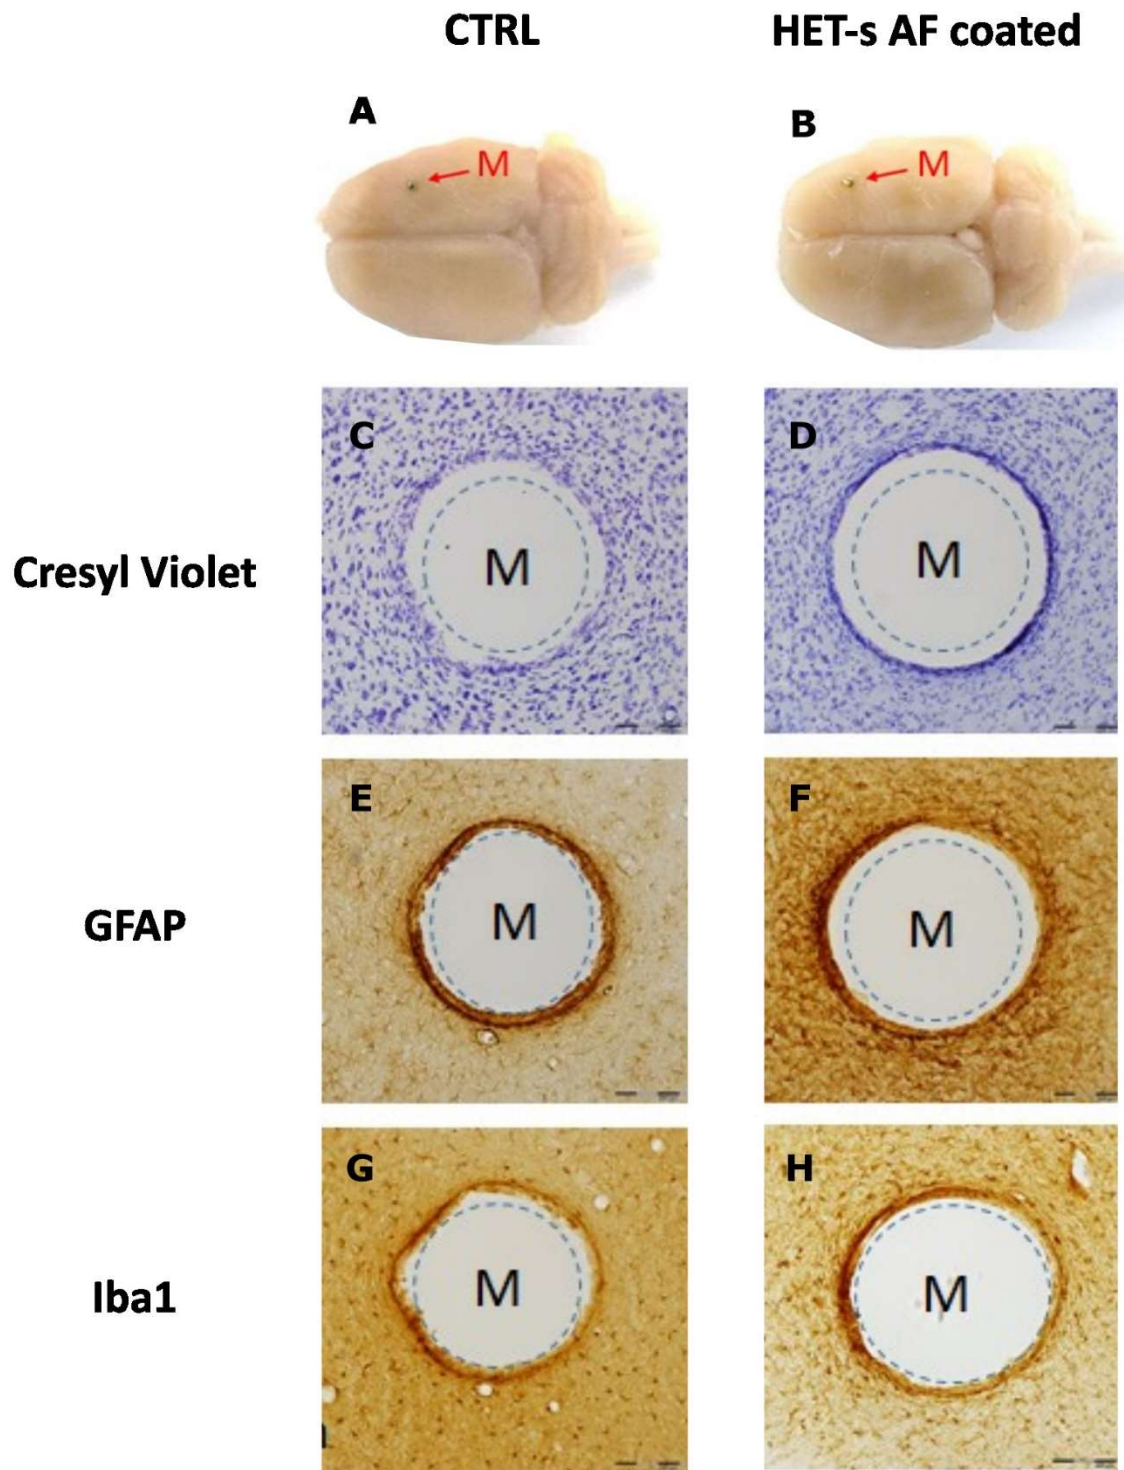 CTRL HET-s AF coated
A B
M M
C D
Cresyl Violet M M
E F
GFAP M M
G H
Iba1 M M